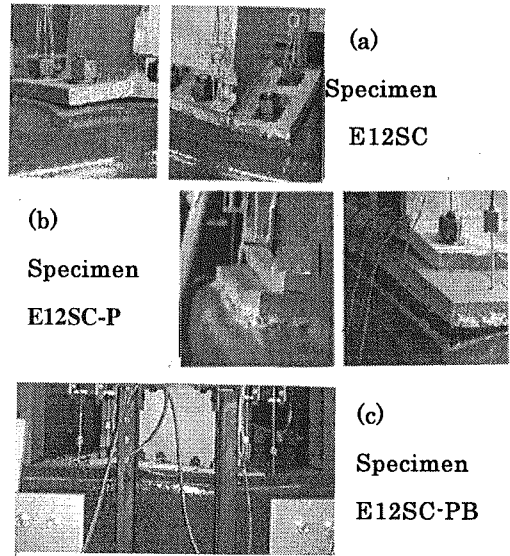 (a)
Specimen
E12SC
(b)
Specimen
E12SC-P
(c)
Specimen
E12SC-PB